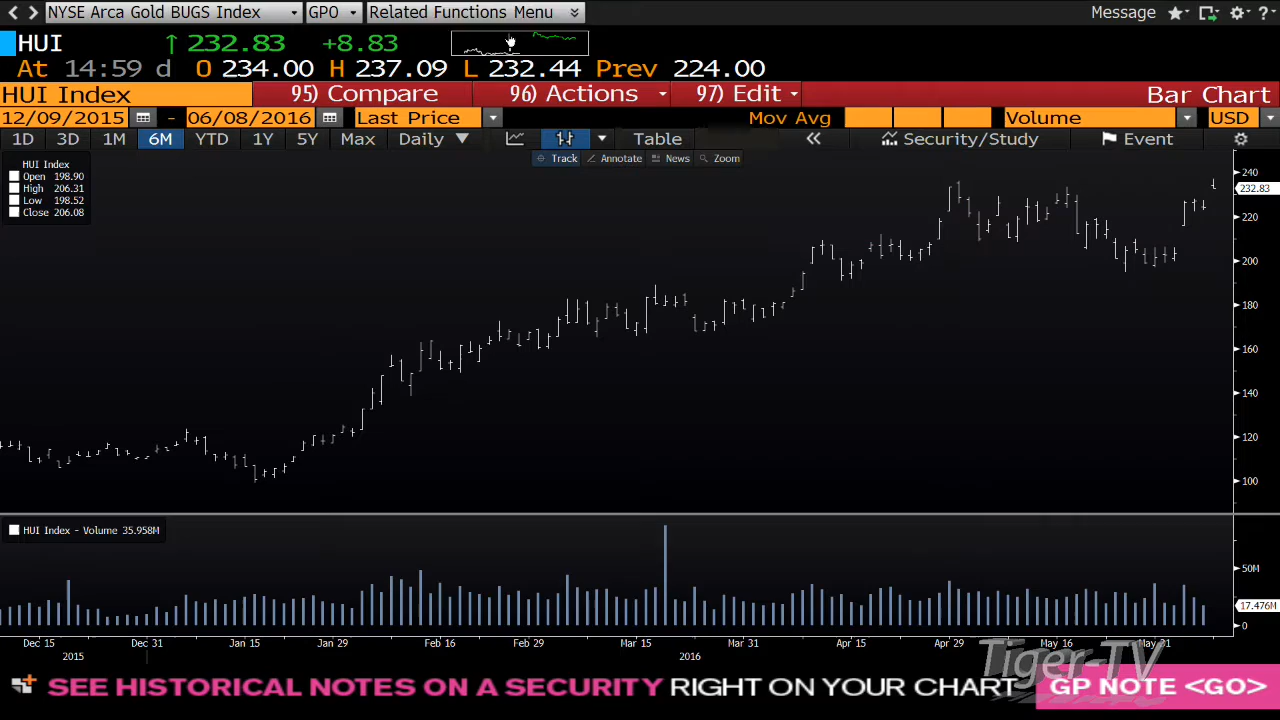 NYSE Arca Gold BUGS Index GPO Related Functions Menu Message ?
HUI ↑ 232.83 +8.83
At 14:59 d O 234.00 H 237.09 L 232.44 Prev 224.00
HUI Index 95) Compare 96) Actions 97) Edit Bar Chart
12/09/2015 - 06/08/2016 Last Price Mov Avg Volume USD
1D 3D 1M 6M YTD 1Y 5Y Max Daily ▼ Table « Security/Study Event
Track Annotate News Zoom
HUI Index
Open 198.90
High 206.31
Low 198.52
Close 206.08
240
232.83
220
200
180
160
140
120
100
HUI Index - Volume 35.958M
50M
17.476M
0
Dec 15 Dec 31 Jan 15 Jan 29 Feb 16 Feb 29 Mar 15 Mar 31 Apr 15 Apr 29 May 16 May 31
2015 2016
Tiger-TV
SEE HISTORICAL NOTES ON A SECURITY RIGHT ON YOUR CHART GP NOTE <GO>